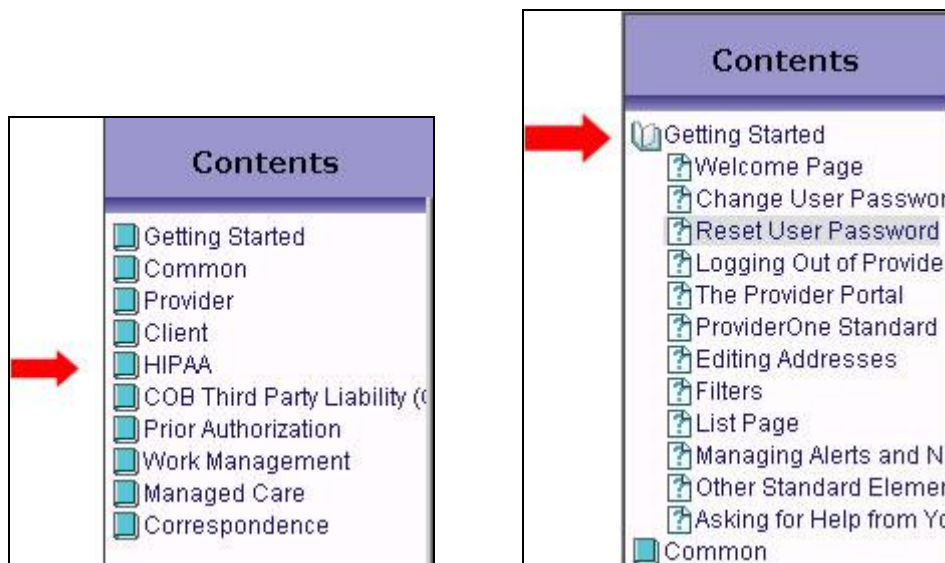 Contents
Getting Started
Common
Provider
Client
HIPAA
COB Third Party Liability (
Prior Authorization
Work Management
Managed Care
Correspondence
Contents
Getting Started
Welcome Page
Change User Passwor
Reset User Password
Logging Out of Provide
The Provider Portal
ProviderOne Standard
Editing Addresses
Filters
List Page
Managing Alerts and N
Other Standard Elemer
Asking for Help from Yo
Common